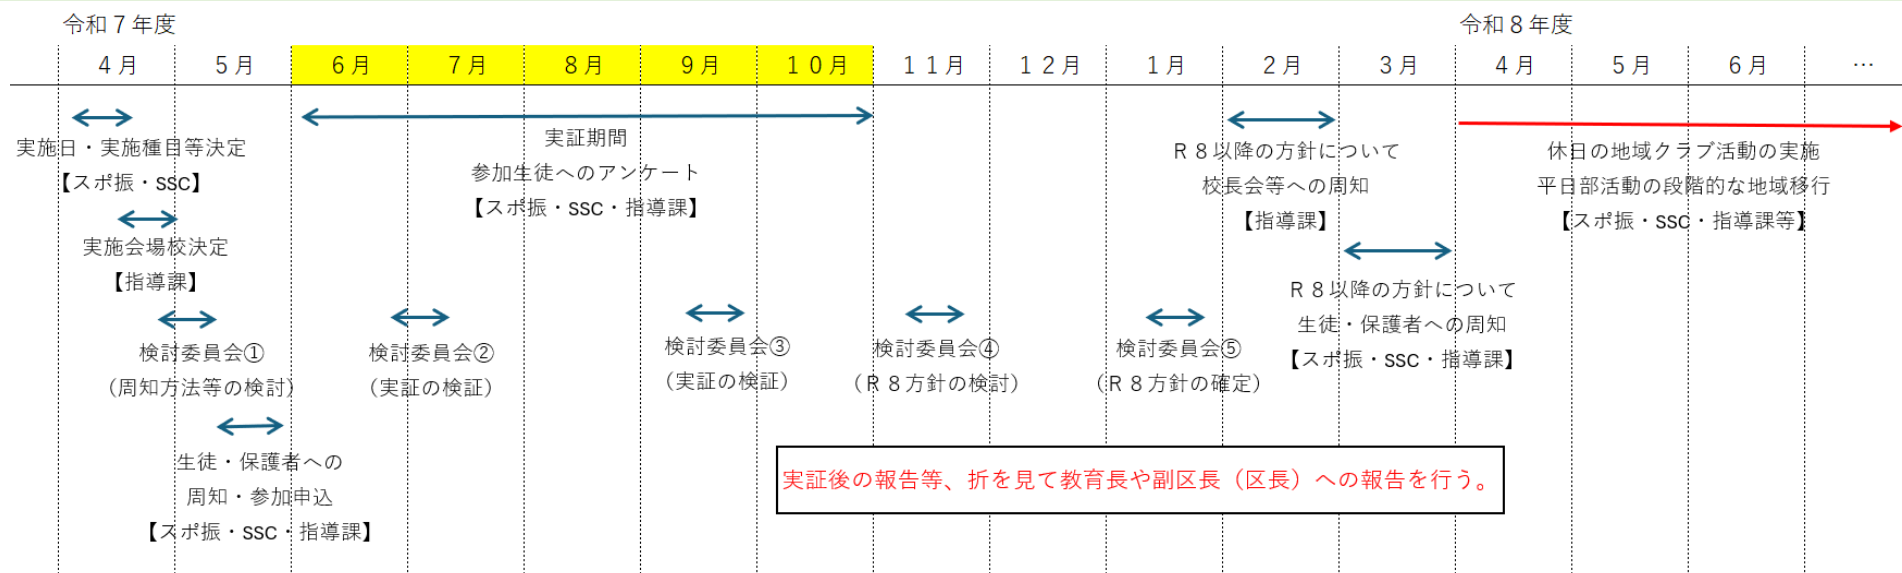 令和７年度
令和８年度
４月 ５月 ６月 ７月 ８月 ９月 １０月 １１月 １２月 １月 ２月 ３月 ４月 ５月 ６月 …
実施日・実施種目等決定
【スポ振・SSC】
実施会場校決定
【指導課】
検討委員会①
（周知方法等の検討）
生徒・保護者への
周知・参加申込
【スポ振・SSC・指導課】
実証期間
参加生徒へのアンケート
【スポ振・SSC・指導課】
検討委員会②
（実証の検証）
検討委員会③
（実証の検証）
検討委員会④
（Ｒ８方針の検討）
検討委員会⑤
（Ｒ８方針の確定）
Ｒ８以降の方針について
校長会等への周知
【指導課】
Ｒ８以降の方針について
生徒・保護者への周知
【スポ振・SSC・指導課】
休日の地域クラブ活動の実施
平日部活動の段階的な地域移行
【スポ振・SSC・指導課等】
実証後の報告等、折を見て教育長や副区長（区長）への報告を行う。